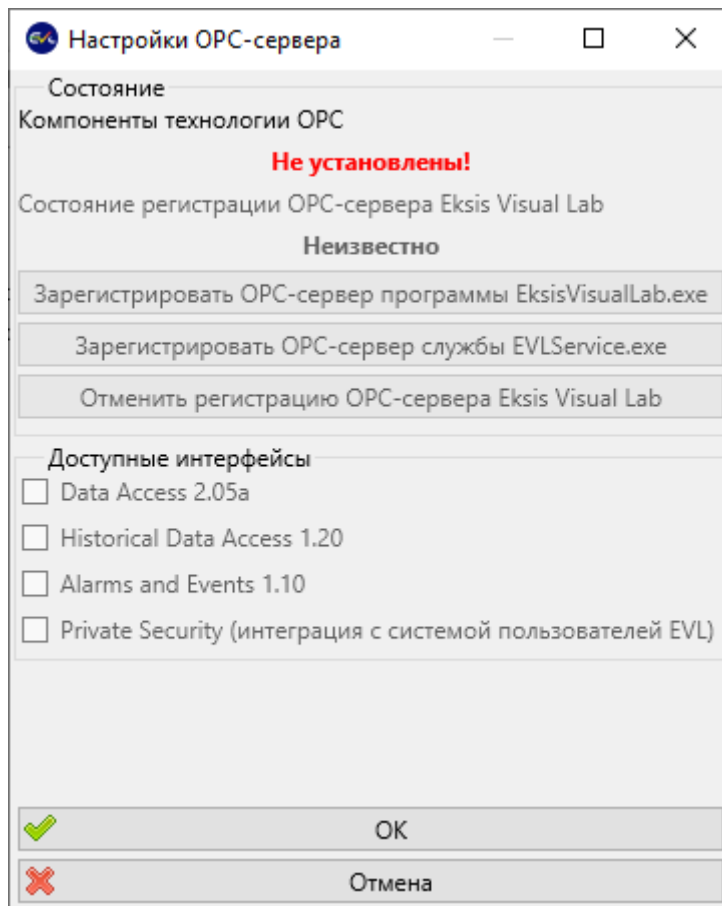 Настройки OPC-сервера
Состояние
Компоненты технологии OPC
Не установлены!
Состояние регистрации OPC-сервера Eksis Visual Lab
Неизвестно
Зарегистрировать OPC-сервер программы EksisVisualLab.exe
Зарегистрировать OPC-сервер службы EVLService.exe
Отменить регистрацию OPC-сервера Eksis Visual Lab
Доступные интерфейсы
Data Access 2.05a
Historical Data Access 1.20
Alarms and Events 1.10
Private Security (интеграция с системой пользователей EVL)
OK
Отмена